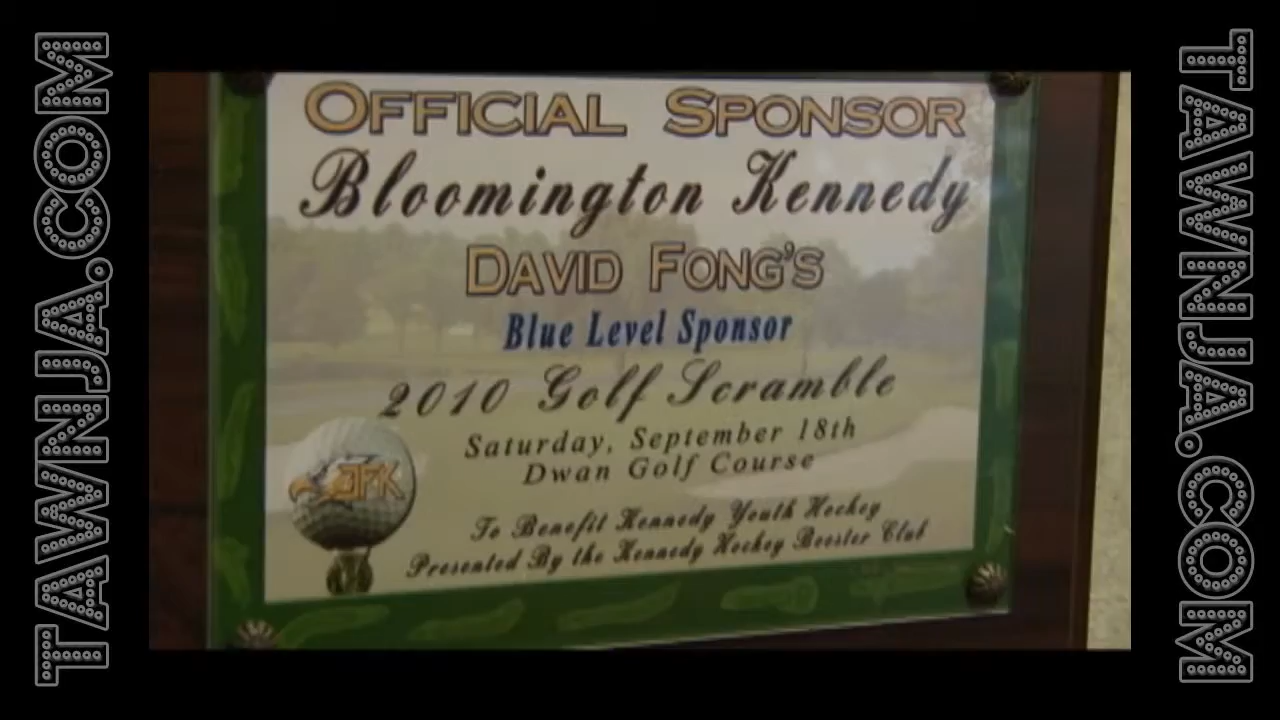 TAWNJA.COM
OFFICIAL SPONSOR
Bloomington Kennedy
DAVID FONG'S
Blue Level Sponsor
2010 Golf Scramble
Saturday, September 18th
Dwan Golf Course
JFK
To Benefit Kennedy Youth Hockey
Presented By the Kennedy Hockey Booster Club
TAWNJA.COM